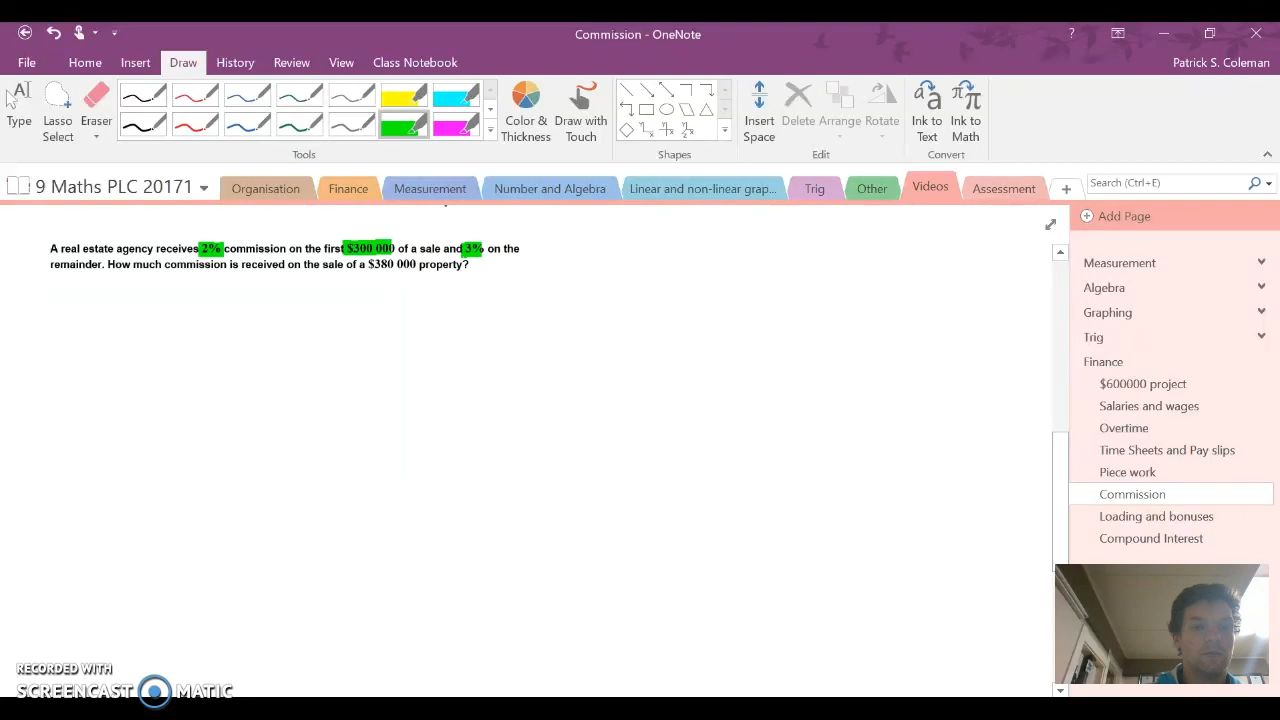 Commission - OneNote
?
File
Home
Insert
Draw
History
Review
View
Class Notebook
Patrick S. Coleman
Type
Lasso Select
Eraser
Color & Thickness
Draw with Touch
Insert Space
Delete
Arrange
Rotate
Ink to Text
Ink to Math
Tools
Shapes
Edit
Convert
9 Maths PLC 20171
Organisation
Finance
Measurement
Number and Algebra
Linear and non-linear grap...
Trig
Other
Videos
Assessment
Search (Ctrl+E)
Add Page
A real estate agency receives 2% commission on the first $300 000 of a sale and 3% on the
remainder. How much commission is received on the sale of a $380 000 property?
Measurement
Algebra
Graphing
Trig
Finance
$600000 project
Salaries and wages
Overtime
Time Sheets and Pay slips
Piece work
Commission
Loading and bonuses
Compound Interest
RECORDED WITH
SCREENCAST MATIC